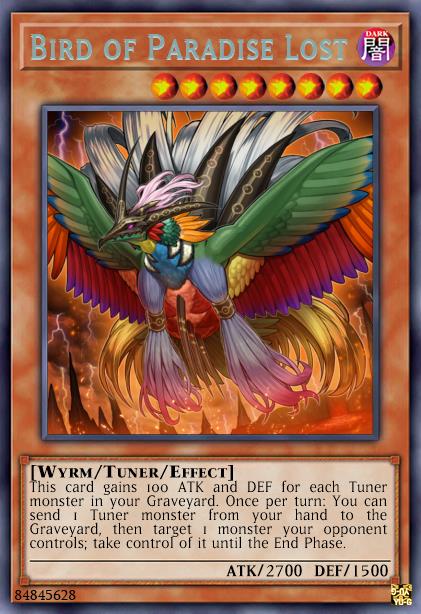 BIRD OF PARADISE LOST
DARK
闇
[WYRM/TUNER/EFFECT]
This card gains 100 ATK and DEF for each Tuner
monster in your Graveyard. Once per turn: You can
send 1 Tuner monster from your hand to the
Graveyard, then target 1 monster your opponent
controls; take control of it until the End Phase.
ATK/2700 DEF/1500
84845628